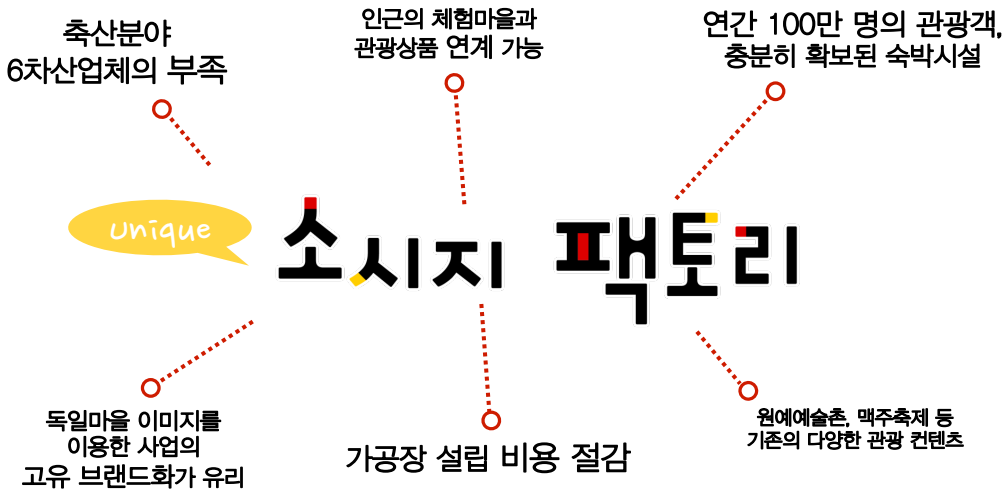 축산분야
6차산업체의 부족
인근의 체험마을과
관광상품 연계 가능
연간 100만 명의 관광객,
충분히 확보된 숙박시설
unique
소시지 팩토리
독일마을 이미지를
이용한 사업의
고유 브랜드화가 유리
가공장 설립 비용 절감
원예예술촌, 맥주축제 등
기존의 다양한 관광 컨텐츠